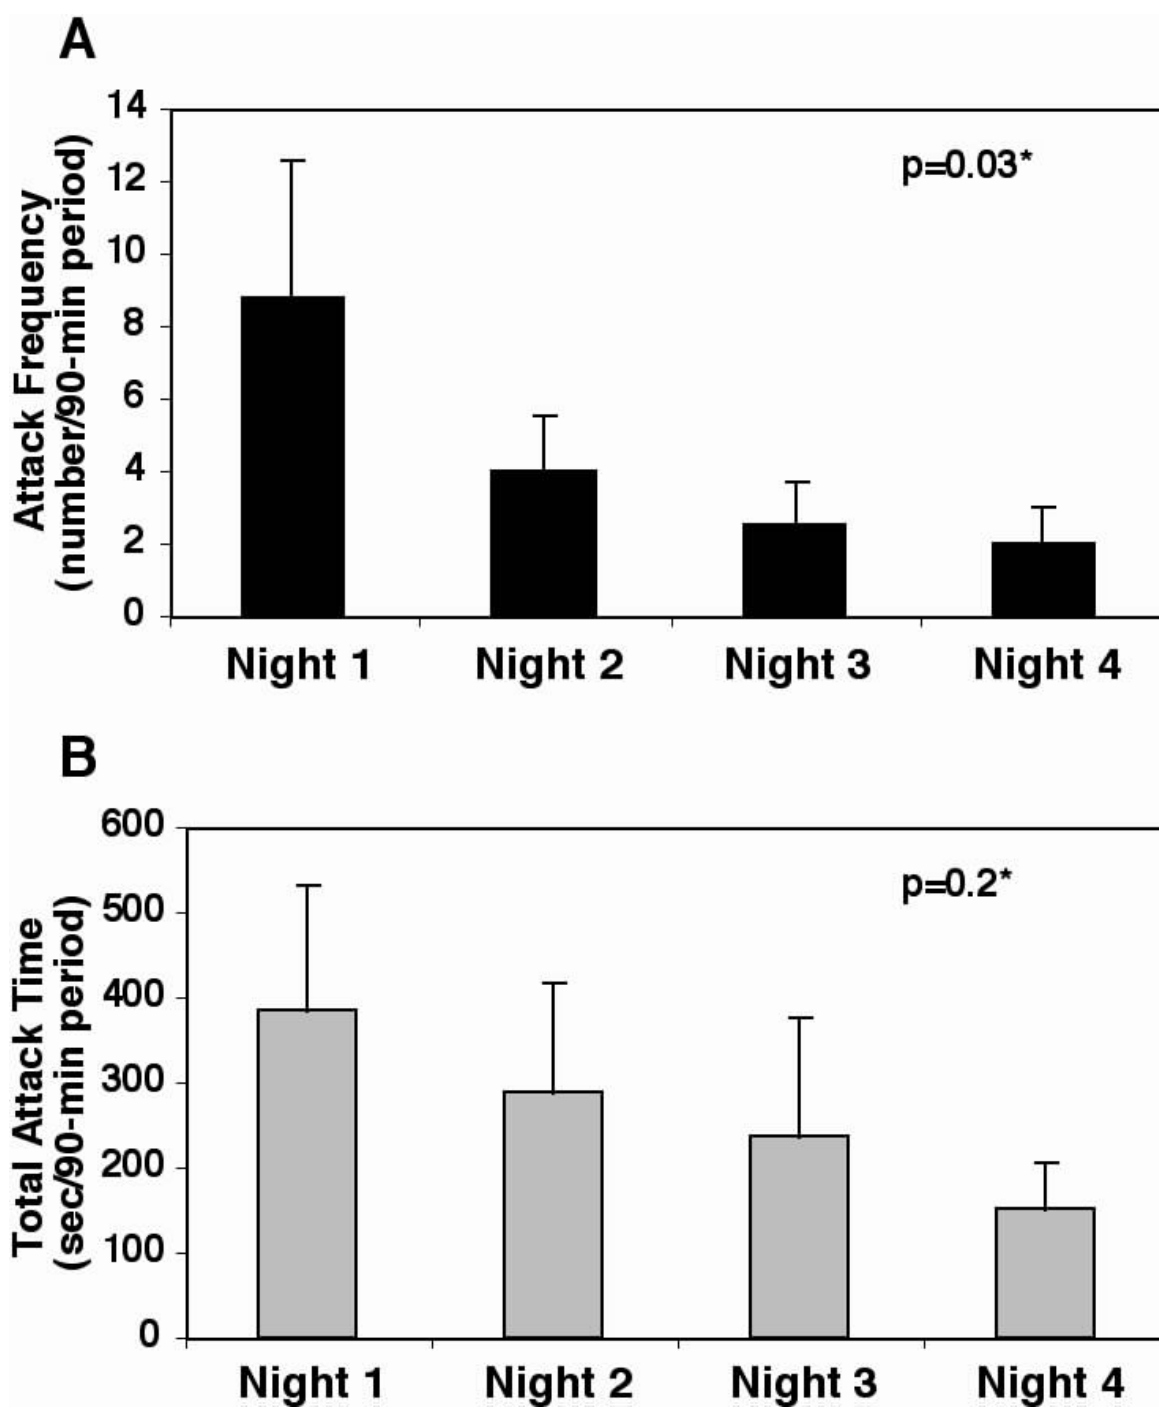 A
14
12
10
8
6
4
2
0
Attack Frequency
(number/90-min period)
p=0.03*
Night 1 Night 2 Night 3 Night 4
B
600
500
400
300
200
100
0
Total Attack Time
(sec/90-min period)
p=0.2*
Night 1 Night 2 Night 3 Night 4